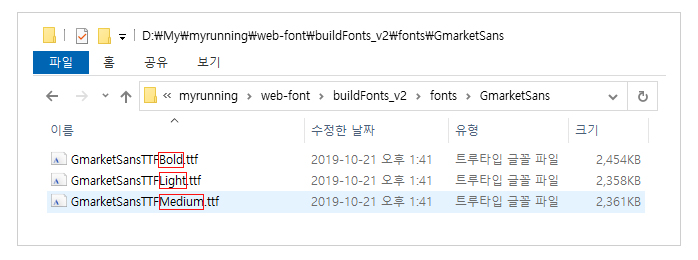 D:₩My₩myrunning₩web-font₩buildFonts_v2₩fonts₩GmarketSans
파일 홈 공유 보기
« myrunning › web-font › buildFonts_v2 › fonts › GmarketSans
이름 수정한 날짜 유형 크기
GmarketSansTTFBold.ttf 2019-10-21 오후 1:41 트루타입 글꼴 파일 2,454KB
GmarketSansTTFLight.ttf 2019-10-21 오후 1:41 트루타입 글꼴 파일 2,358KB
GmarketSansTTFMedium.ttf 2019-10-21 오후 1:41 트루타입 글꼴 파일 2,361KB